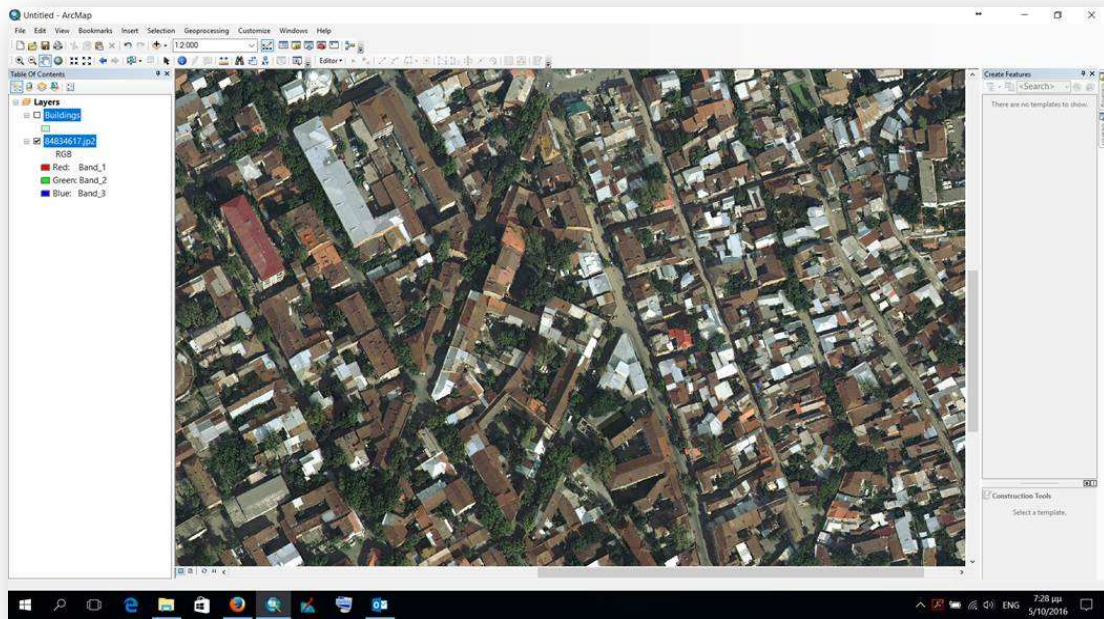 Untitled - ArcMap
File Edit View Bookmarks Insert Selection Geoprocessing Customize Windows Help
1:2.000
Editor
Table Of Contents
Create Features
<Search>
There are no templates to show.
Layers
Buildings
84834617.jp2
RGB
Red: Band_1
Green: Band_2
Blue: Band_3
Construction Tools
Select a template.
ENG
7:28 μμ
5/10/2016